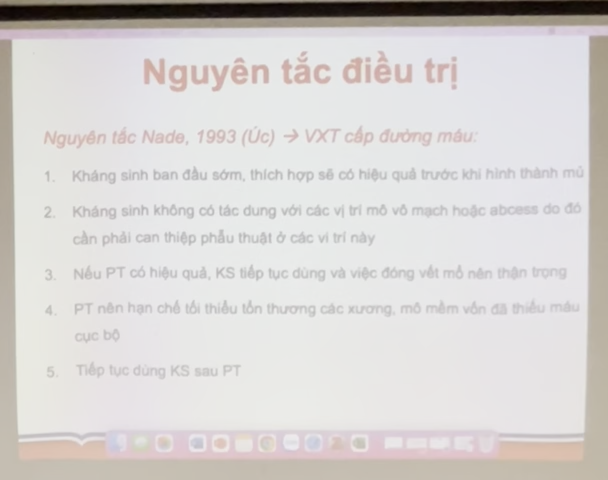 Nguyên tắc điều trị
Nguyên tắc Nade, 1993 (Úc) → VXT cấp đường máu:
1. Kháng sinh ban đầu sớm, thích hợp sẽ có hiệu quả trước khi hình thành mủ
2. Kháng sinh không có tác dung với các vị trí mô vô mạch hoặc abcess do đó
cần phải can thiệp phẫu thuật ở các vi trí này
3. Nếu PT có hiệu quả, KS tiếp tục dùng và việc đóng vết mổ nên thận trọng
4. PT nên hạn chế tối thiểu tổn thương các xương, mô mềm vốn đã thiếu máu
cục bộ
5. Tiếp tục dùng KS sau PT